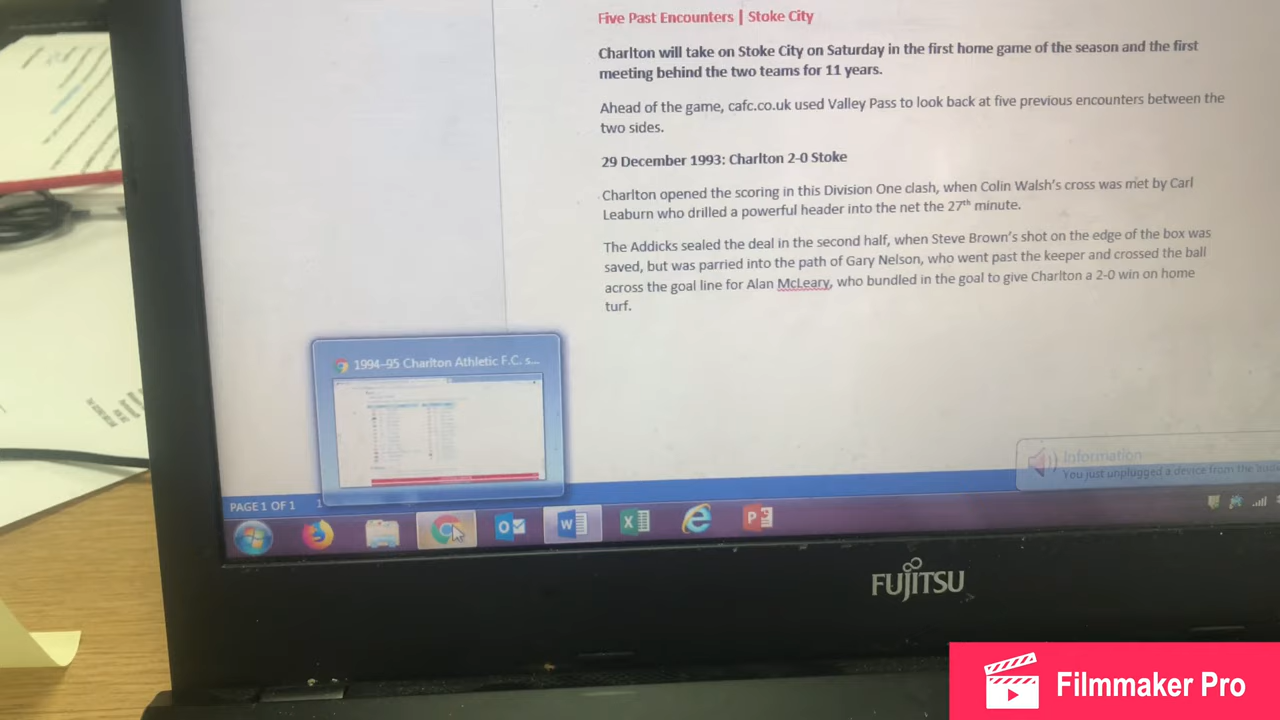 Five Past Encounters | Stoke City
Charlton will take on Stoke City on Saturday in the first home game of the season and the first
meeting behind the two teams for 11 years.
Ahead of the game, cafc.co.uk used Valley Pass to look back at five previous encounters between the
two sides.
29 December 1993: Charlton 2-0 Stoke
Charlton opened the scoring in this Division One clash, when Colin Walsh's cross was met by Carl
Leaburn who drilled a powerful header into the net the 27th minute.
The Addicks sealed the deal in the second half, when Steve Brown's shot on the edge of the box was
saved, but was parried into the path of Gary Nelson, who went past the keeper and crossed the ball
across the goal line for Alan McLeary, who bundled in the goal to give Charlton a 2-0 win on home
turf.
1994–95 Charlton Athletic F.C. s...
Information
You just unplugged a device from the
PAGE 1 OF 1
FUJITSU
Filmmaker Pro